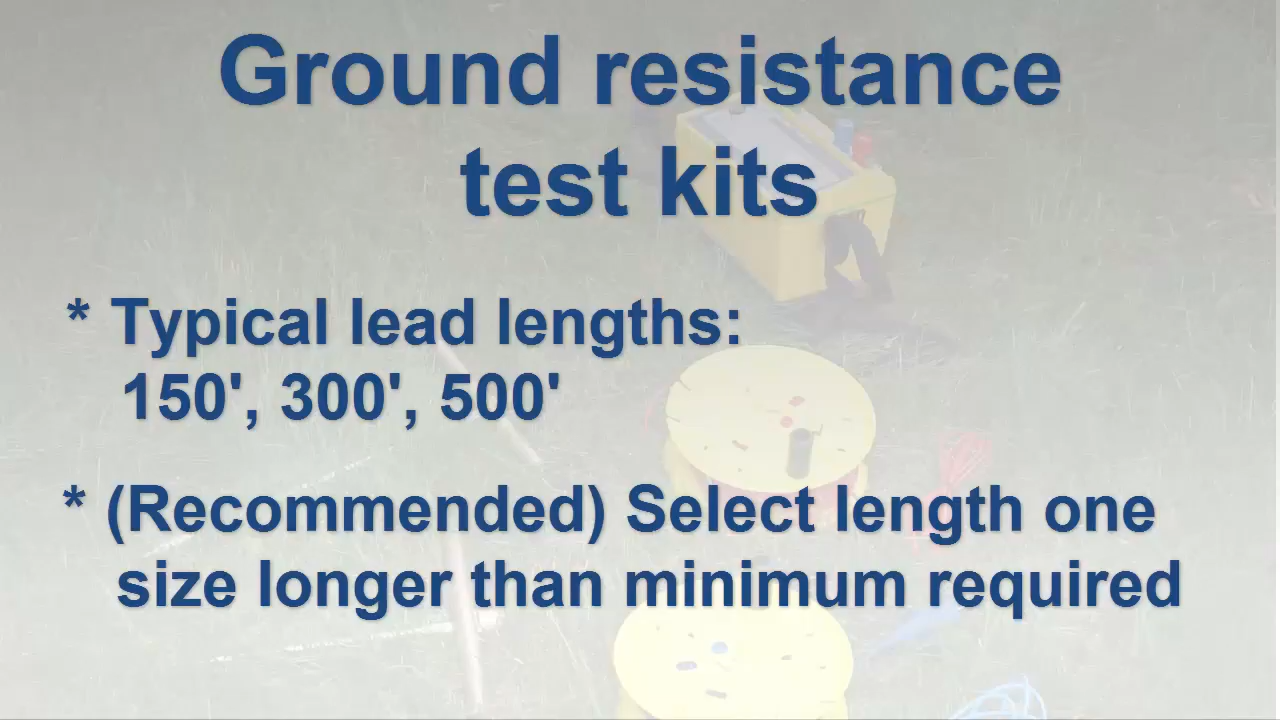 Ground resistance
test kits
* Typical lead lengths:
150', 300', 500'
* (Recommended) Select length one
size longer than minimum required